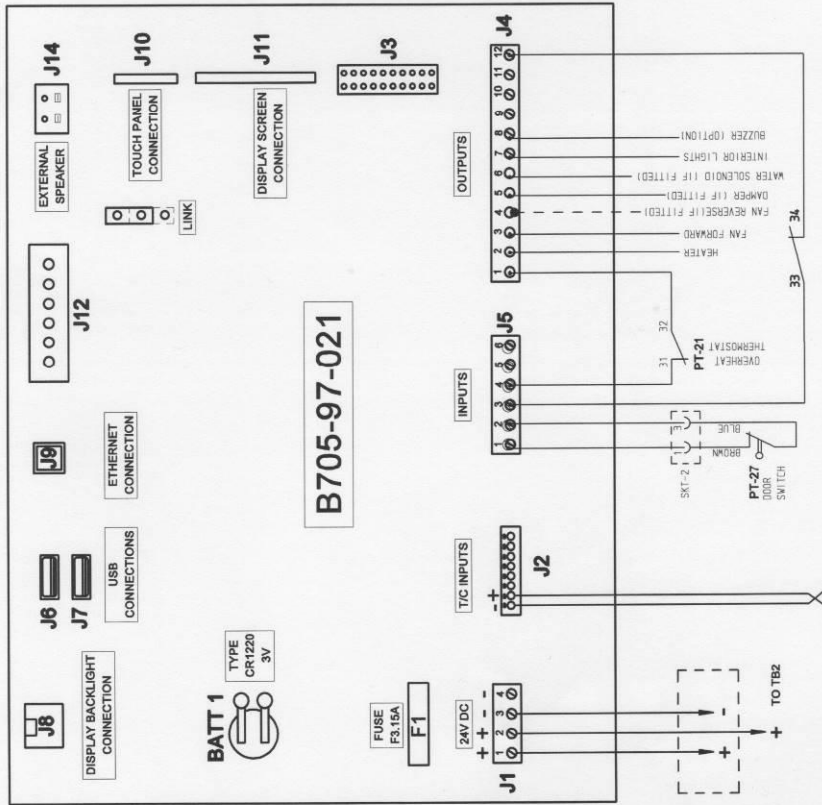 J8
DISPLAY BACKLIGHT
CONNECTION
J6
J7
USB
CONNECTIONS
J9
ETHERNET
CONNECTION
J12
EXTERNAL
SPEAKER
J14
LINK
TOUCH PANEL
CONNECTION
J10
DISPLAY SCREEN
CONNECTION
J11
J3
BATT 1
TYPE
CR1220
3V
B705-97-021
FUSE
F3.15A
F1
24V DC
+ + - -
J1
1 2 3 4
T/C INPUTS
- +
J2
INPUTS
J5
1 2 3 4 5 6
OUTPUTS
J4
1 2 3 4 5 6 7 8 9 10 11 12
HEATER
FAN FORWARD
FAN REVERSE(IF FITTED)
DAMPER (IF FITTED)
WATER SOLENOID (IF FITTED)
INTERIOR LIGHTS
BUZZER (OPTION)
+ + -
TO TB2
SKT-2
1 3
BROWN
BLUE
PT-27
DOOR
SWITCH
31 32
PT-21
OVERHEAT
THERMOSTAT
33 34